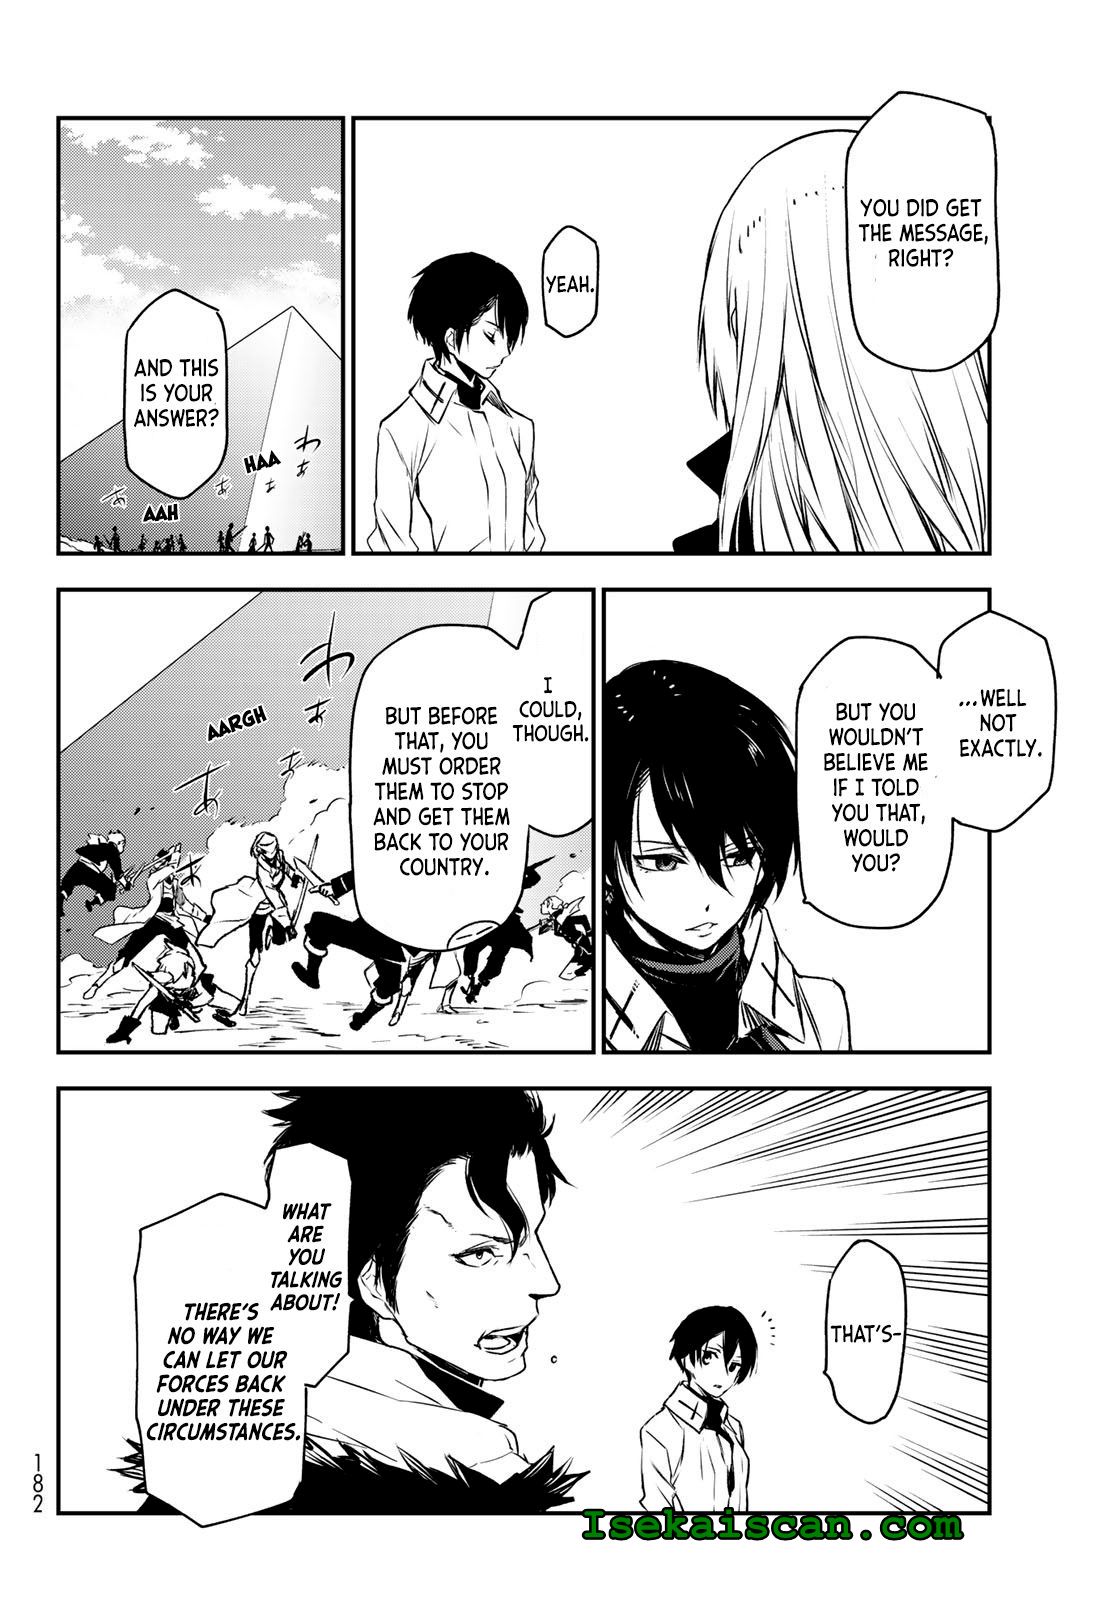 YOU DID GET
THE MESSAGE,
RIGHT?
YEAH.
AND THIS
IS YOUR
ANSWER?
わ
ぁ
ぁ
HAA
AAH
...WELL
NOT
EXACTLY.
BUT YOU
WOULDN'T
BELIEVE ME
IF I TOLD
YOU THAT,
WOULD
YOU?
I
COULD,
THOUGH.
BUT BEFORE
THAT, YOU
MUST ORDER
THEM TO STOP
AND GET THEM
BACK TO YOUR
COUNTRY.
AARGH
THAT'S-
WHAT
ARE
YOU
TALKING
ABOUT!
THERE'S
NO WAY WE
CAN LET OUR
FORCES BACK
UNDER THESE
CIRCUMSTANCES.
182
Isekaiscan.com